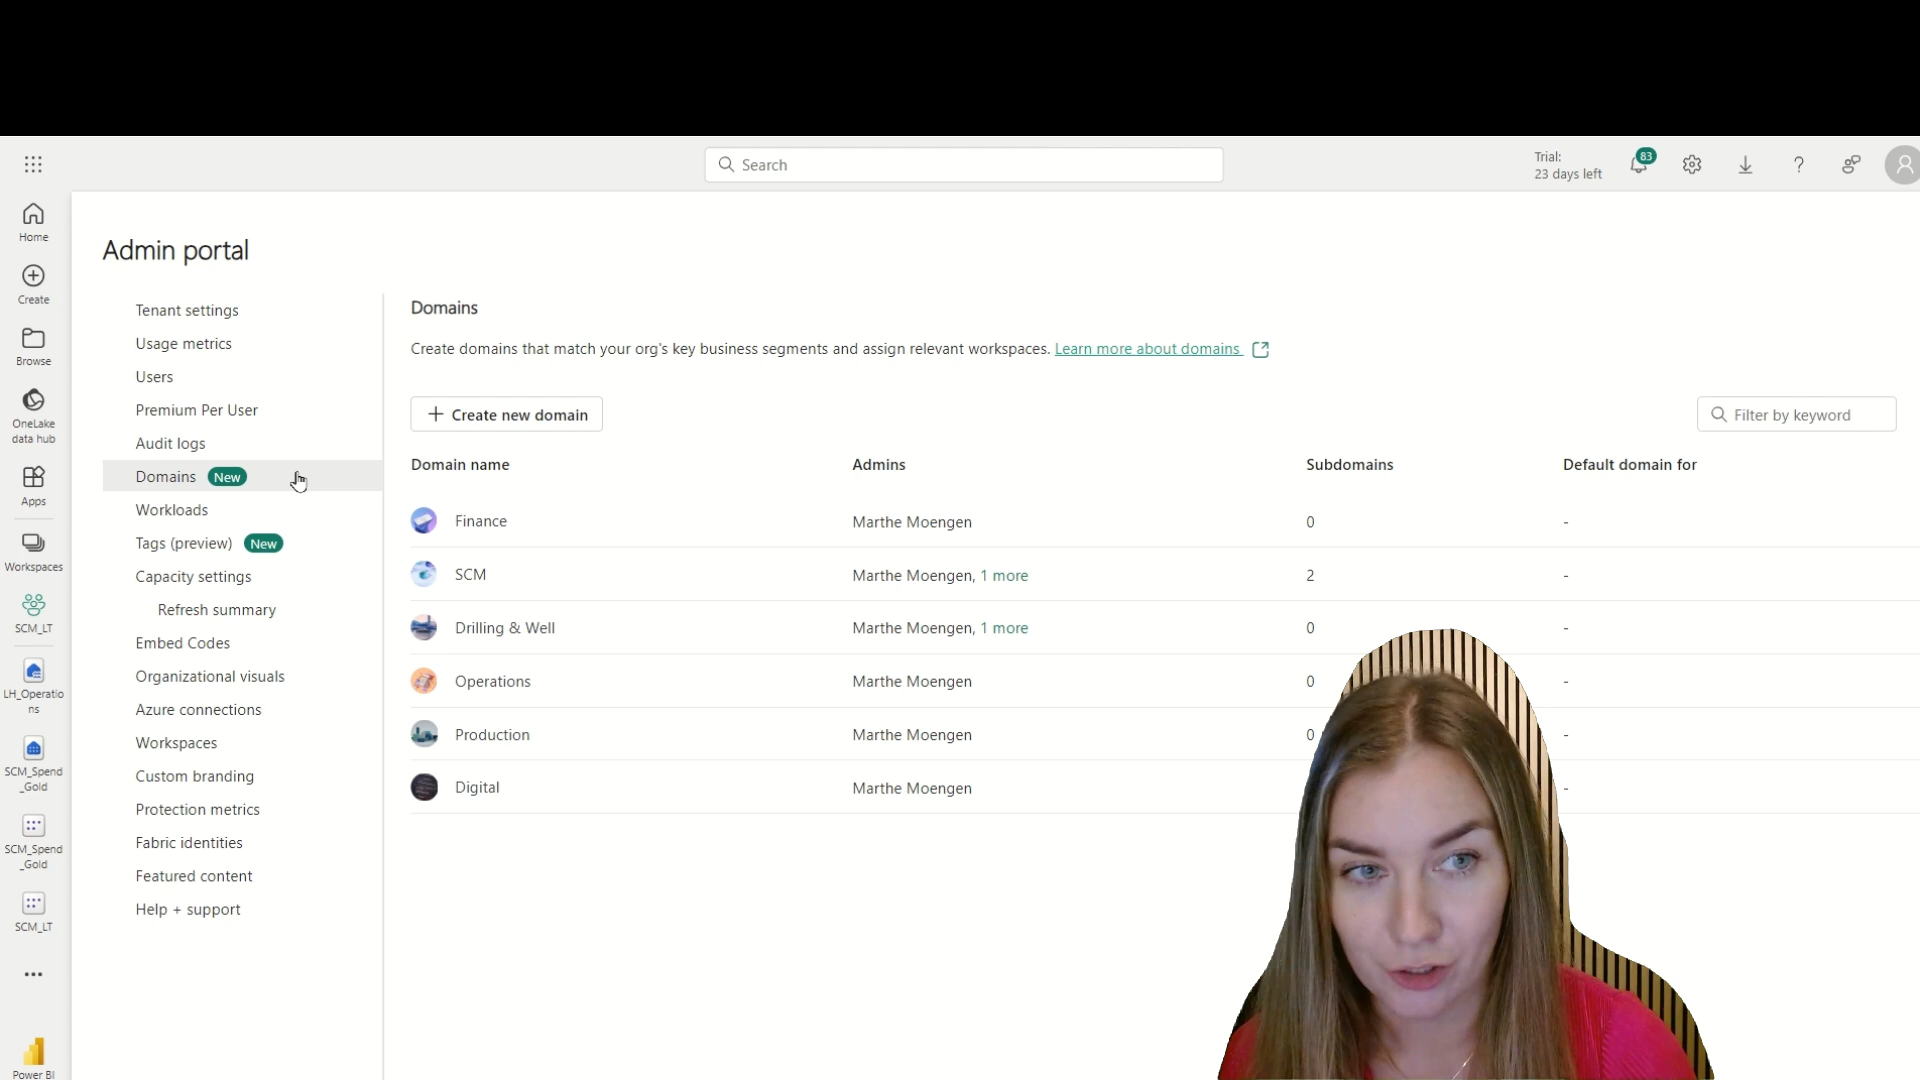 Search
Trial:
23 days left
83
Home
Create
Browse
OneLake
data hub
Apps
Workspaces
SCM_LT
LH_Operatio
ns
SCM_Spend
_Gold
SCM_Spend
_Gold
SCM_LT
Power BI
Admin portal
Tenant settings
Usage metrics
Users
Premium Per User
Audit logs
Domains New
Workloads
Tags (preview) New
Capacity settings
Refresh summary
Embed Codes
Organizational visuals
Azure connections
Workspaces
Custom branding
Protection metrics
Fabric identities
Featured content
Help + support
Domains
Create domains that match your org's key business segments and assign relevant workspaces. Learn more about domains
Create new domain
Filter by keyword
Domain name Admins Subdomains Default domain for
Finance Marthe Moengen 0 -
SCM Marthe Moengen, 1 more 2 -
Drilling & Well Marthe Moengen, 1 more 0 -
Operations Marthe Moengen 0 -
Production Marthe Moengen 0 -
Digital Marthe Moengen -